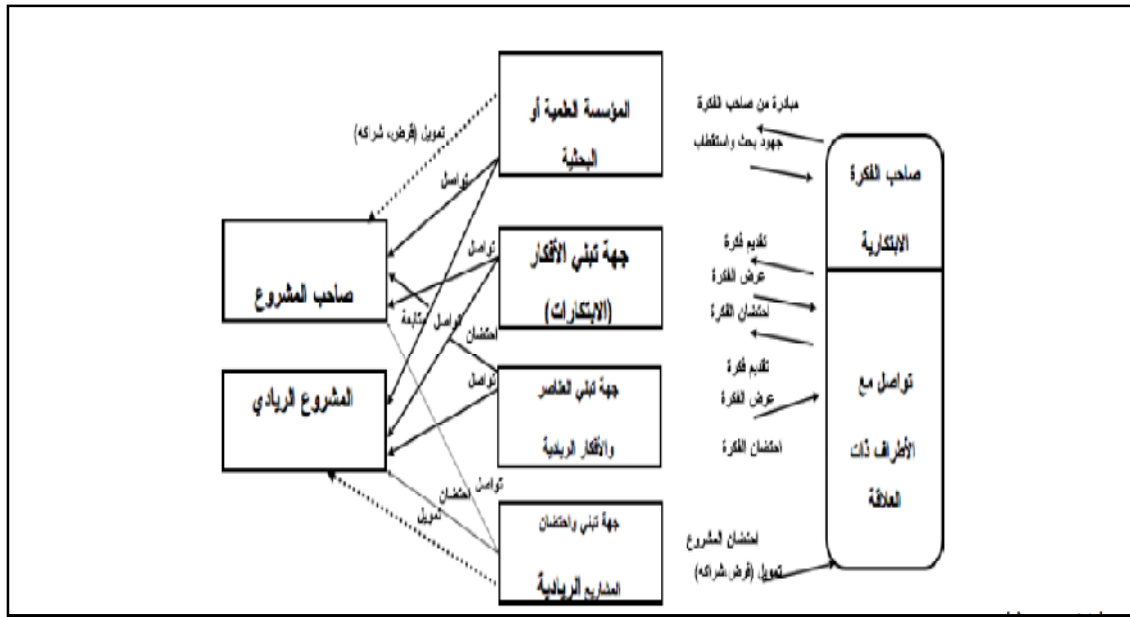 مبادرة من صاحب الفكرة
جهود بحث واستقطاب
صاحب الفكرة
الابتكارية
تقديم فكرة
عرض الفكرة
احتضان الفكرة
تقديم فكرة
عرض الفكرة
احتضان الفكرة
تواصل مع
الأطراف ذات
العلاقة
احتضان المشروع
تمويل (قرض،شراكه)
المؤسسة العلمية أو
البحثية
جهة تبني الأفكار
(الابتكارات)
جهة تبني العناصر
والأفكار الريادية
جهة تبني واحتضان
المشاريع الريادية
تمويل (قرض، شراكه)
تواصل
تواصل
تواصل
متابعة
احتضان
تواصل
تواصل
احتضان
تمويل
صاحب المشروع
المشروع الريادي